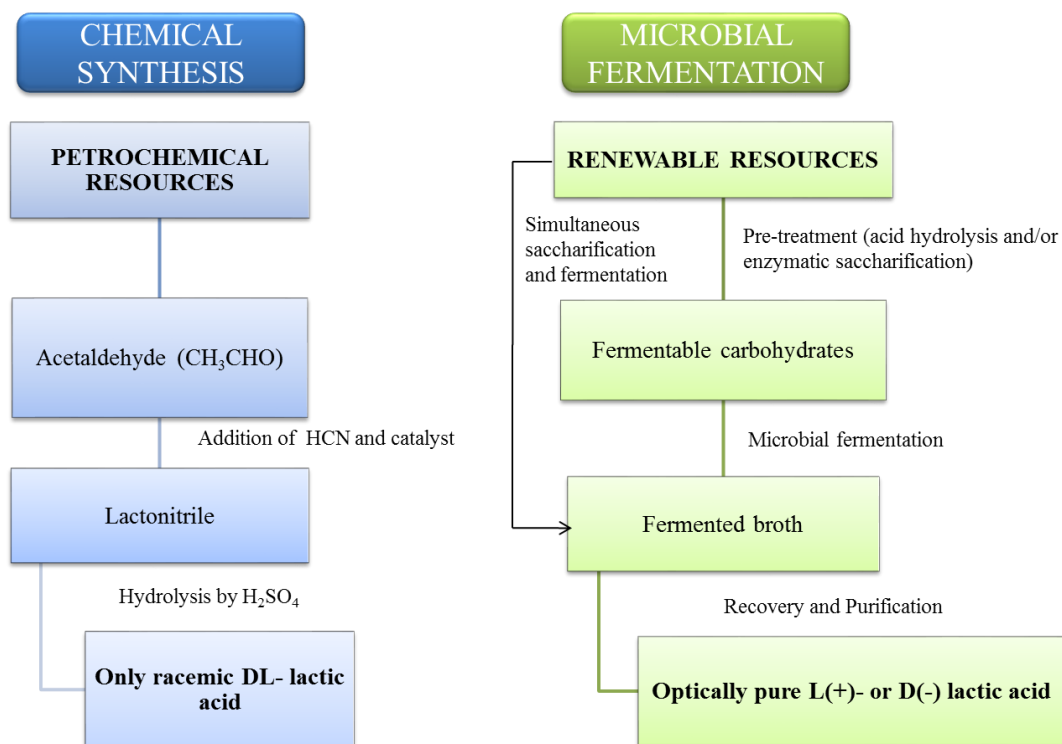 CHEMICAL
SYNTHESIS
PETROCHEMICAL
RESOURCES
Acetaldehyde (CH₃CHO)
Addition of HCN and catalyst
Lactonitrile
Hydrolysis by H₂SO₄
Only racemic DL- lactic
acid
MICROBIAL
FERMENTATION
RENEWABLE RESOURCES
Simultaneous
saccharification
and fermentation
Pre-treatment (acid hydrolysis and/or
enzymatic saccharification)
Fermentable carbohydrates
Microbial fermentation
Fermented broth
Recovery and Purification
Optically pure L(+)- or D(-) lactic acid